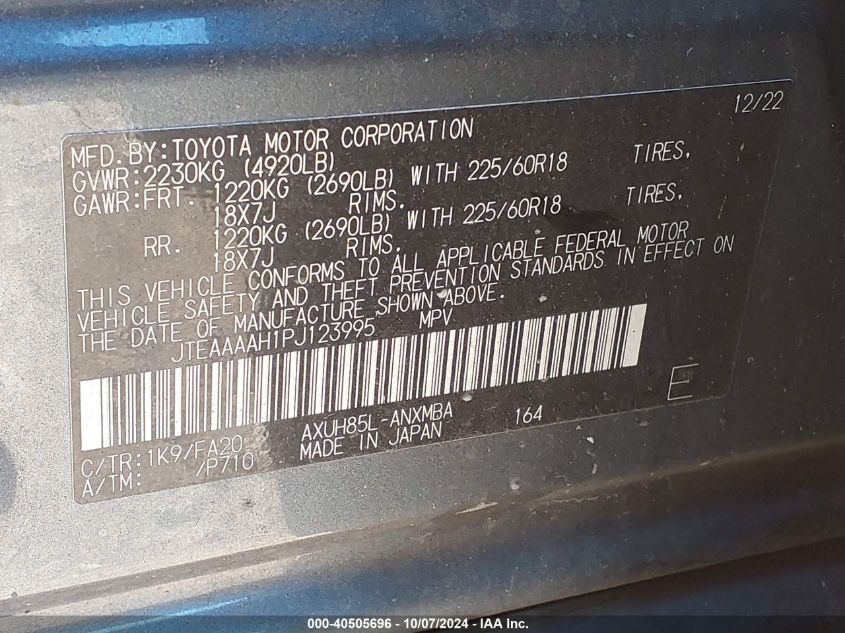 12/22
MFD.BY:TOYOTA MOTOR CORPORATION
GVWR:2230KG (4920LB)
GAWR:FRT. 1220KG (2690LB) WITH 225/60R18 TIRES,
18X7J RIMS.
RR. 1220KG (2690LB) WITH 225/60R18 TIRES,
18X7J RIMS.
THIS VEHICLE CONFORMS TO ALL APPLICABLE FEDERAL MOTOR
VEHICLE SAFETY AND THEFT PREVENTION STANDARDS IN EFFECT ON
THE DATE OF MANUFACTURE SHOWN ABOVE.
JTEAAAAH1PJ123995 MPV
E
AXUH85L-ANXMBA 164
C/TR:1K9/FA20 MADE IN JAPAN
A/TM: /P710
000-40505696 - 10/07/2024 - IAA Inc.